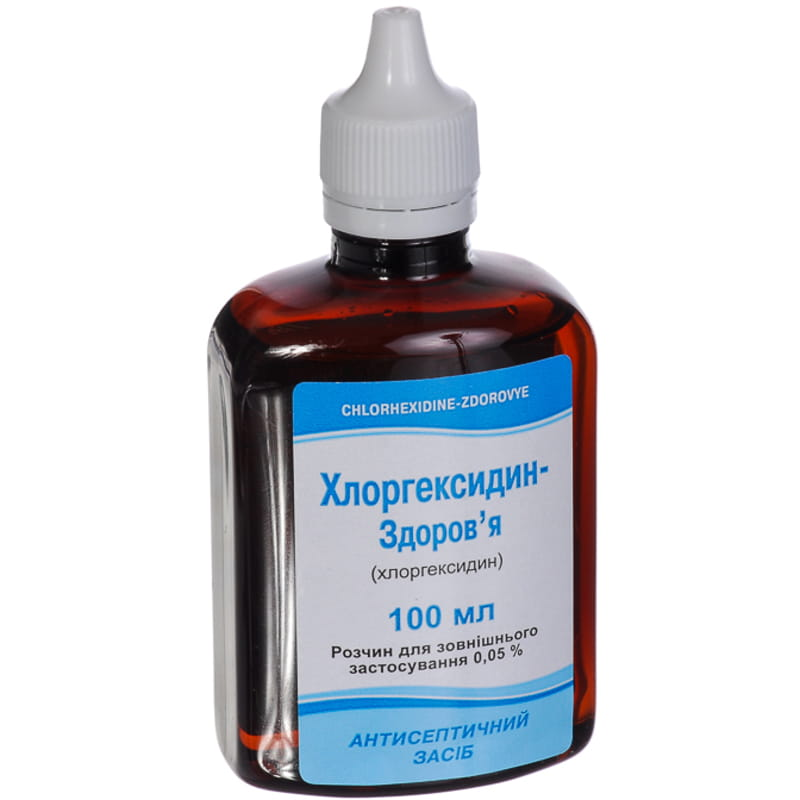 CHLORHEXIDINE-ZDOROVYE
Хлоргексидин-
Здоров’я
(хлоргексидин)
100 мл
Розчин для зовнішнього
застосування 0,05 %
АНТИСЕПТИЧНИЙ
ЗАСІБ